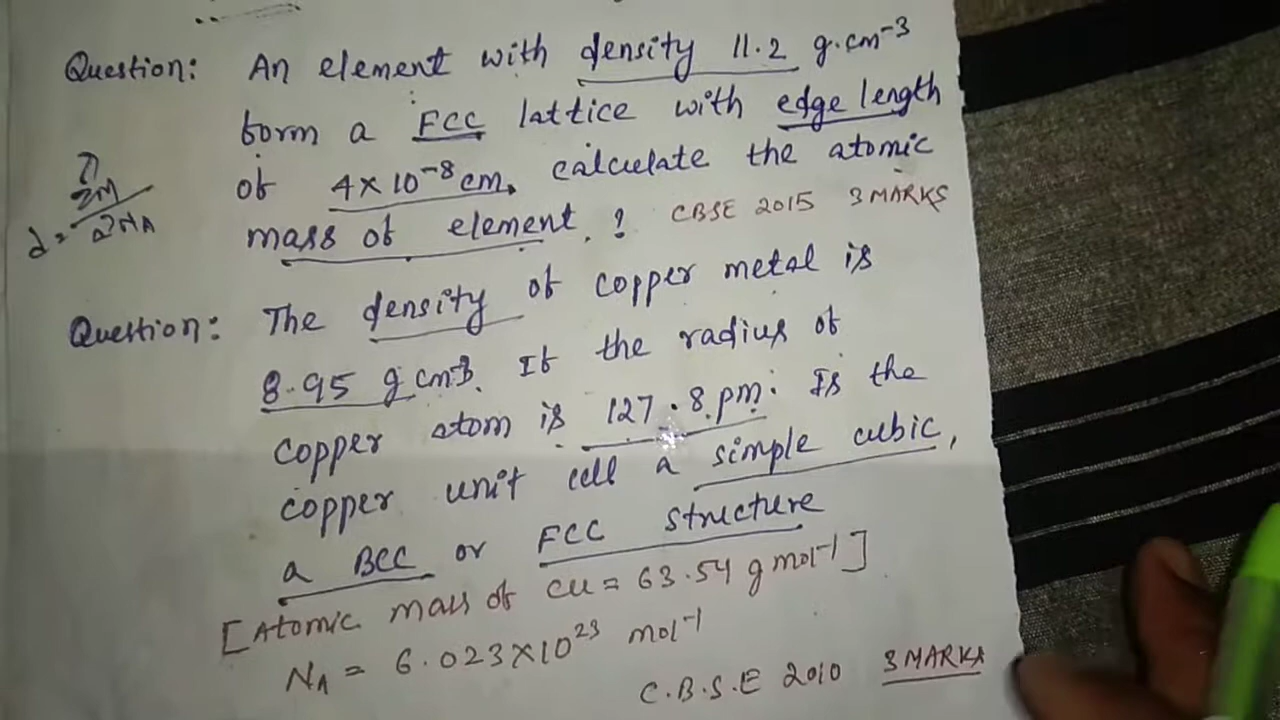 Question: An element with density 11.2 g.cm⁻³
form a FCC lattice with edge length
of 4×10⁻⁸ cm, calculate the atomic
mass of element. ? CBSE 2015 3 MARKS
d = ZM / a³NA
Question: The density of copper metal is
8.95 g cm⁻³. If the radius of
copper atom is 127.8 pm. Is the
copper unit cell a simple cubic,
a BCC or FCC structure
[Atomic mass of Cu = 63.54 g mol⁻¹]
NA = 6.023×10²³ mol⁻¹
C.B.S.E 2010 3 MARKS